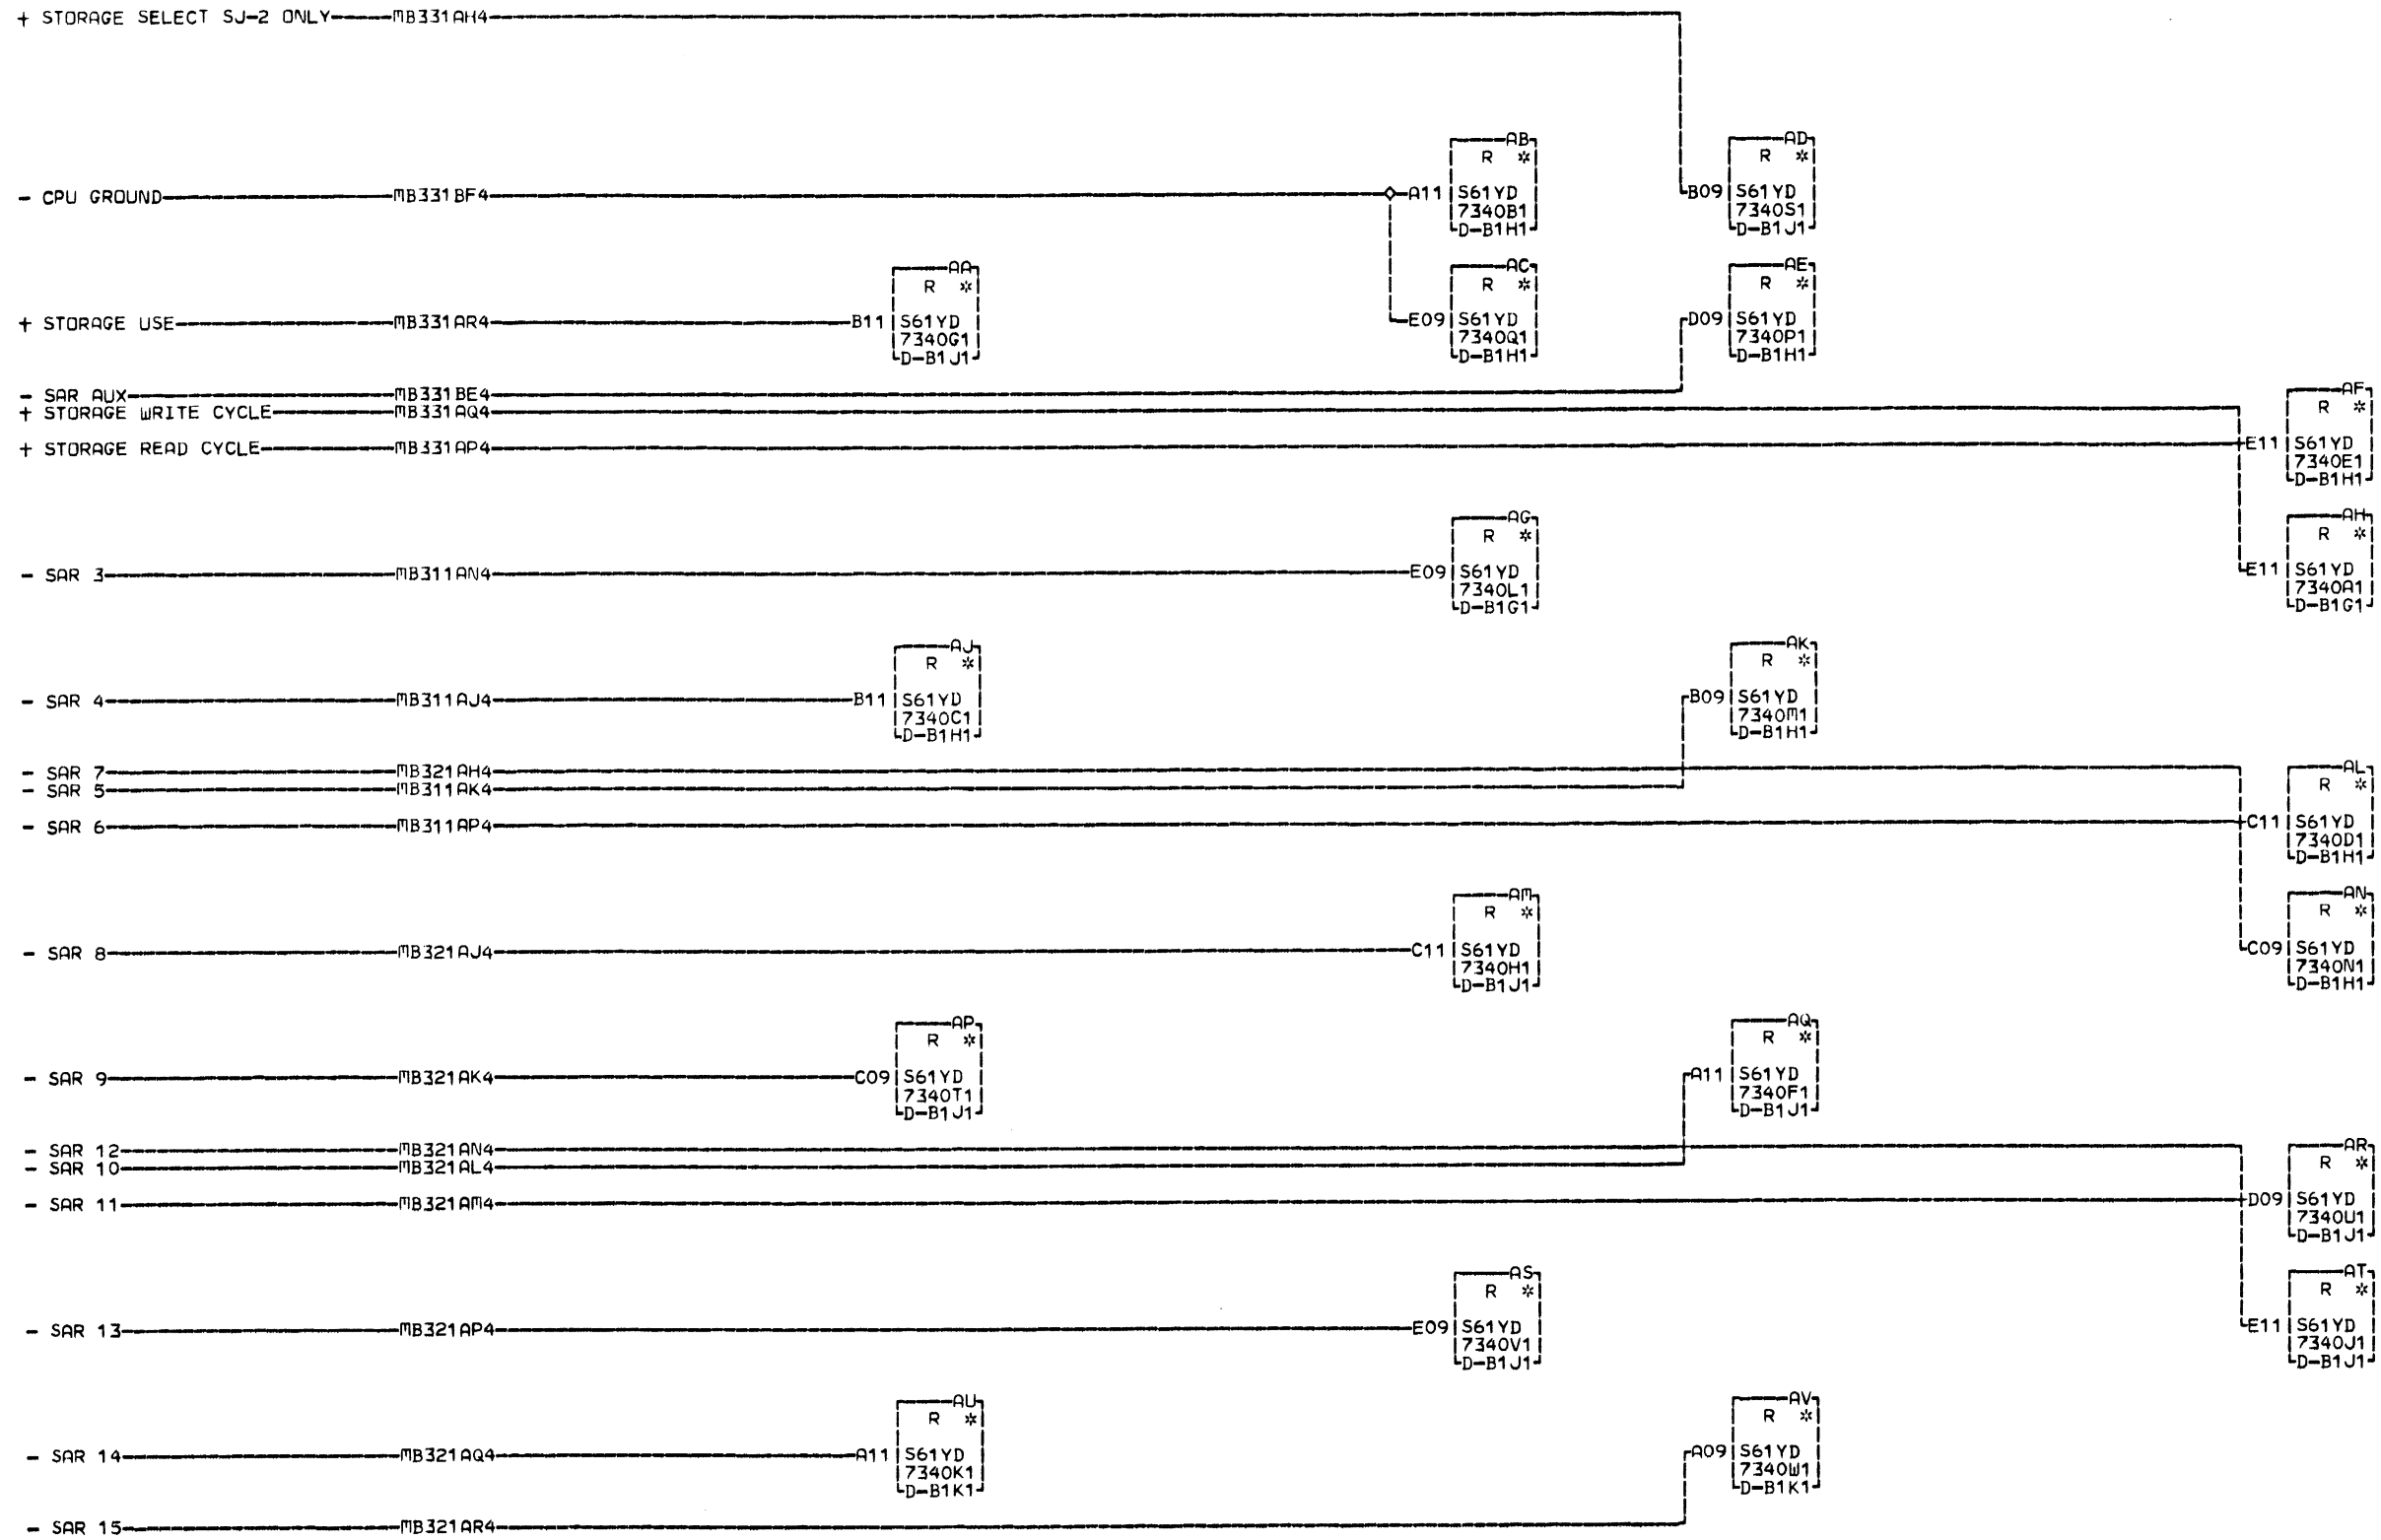 + STORAGE SELECT SJ-2 ONLY MB331AH4
AB AD
R * R *
- CPU GROUND MB331BF4 A11 S61YD B09 S61YD
7340B1 7340S1
D-B1H1 D-B1J1
AA AC AE
R * R * R *
+ STORAGE USE MB331AR4 B11 S61YD E09 S61YD D09 S61YD
7340G1 7340Q1 7340P1
D-B1J1 D-B1H1 D-B1H1
- SAR AUX MB331BE4 AF
+ STORAGE WRITE CYCLE MB331AQ4 R *
+ STORAGE READ CYCLE MB331AP4 E11 S61YD
7340E1
D-B1H1
AG AH
R * R *
- SAR 3 MB311AN4 E09 S61YD E11 S61YD
7340L1 7340A1
D-B1G1 D-B1G1
AJ AK
R * R *
- SAR 4 MB311AJ4 B11 S61YD B09 S61YD
7340C1 7340M1
D-B1H1 D-B1H1
- SAR 7 MB321AH4 AL
- SAR 5 MB311AK4 R *
- SAR 6 MB311AP4 C11 S61YD
7340D1
D-B1H1
AM AN
R * R *
- SAR 8 MB321AJ4 C11 S61YD C09 S61YD
7340H1 7340N1
D-B1J1 D-B1H1
AP AQ
R * R *
- SAR 9 MB321AK4 C09 S61YD A11 S61YD
7340T1 7340F1
D-B1J1 D-B1J1
- SAR 12 MB321AN4 AR
- SAR 10 MB321AL4 R *
- SAR 11 MB321AM4 D09 S61YD
7340U1
D-B1J1
AS AT
R * R *
- SAR 13 MB321AP4 E09 S61YD E11 S61YD
7340V1 7340J1
D-B1J1 D-B1J1
AU AV
R * R *
- SAR 14 MB321AQ4 A11 S61YD A09 S61YD
7340K1 7340W1
D-B1K1 D-B1K1
- SAR 15 MB321AR4